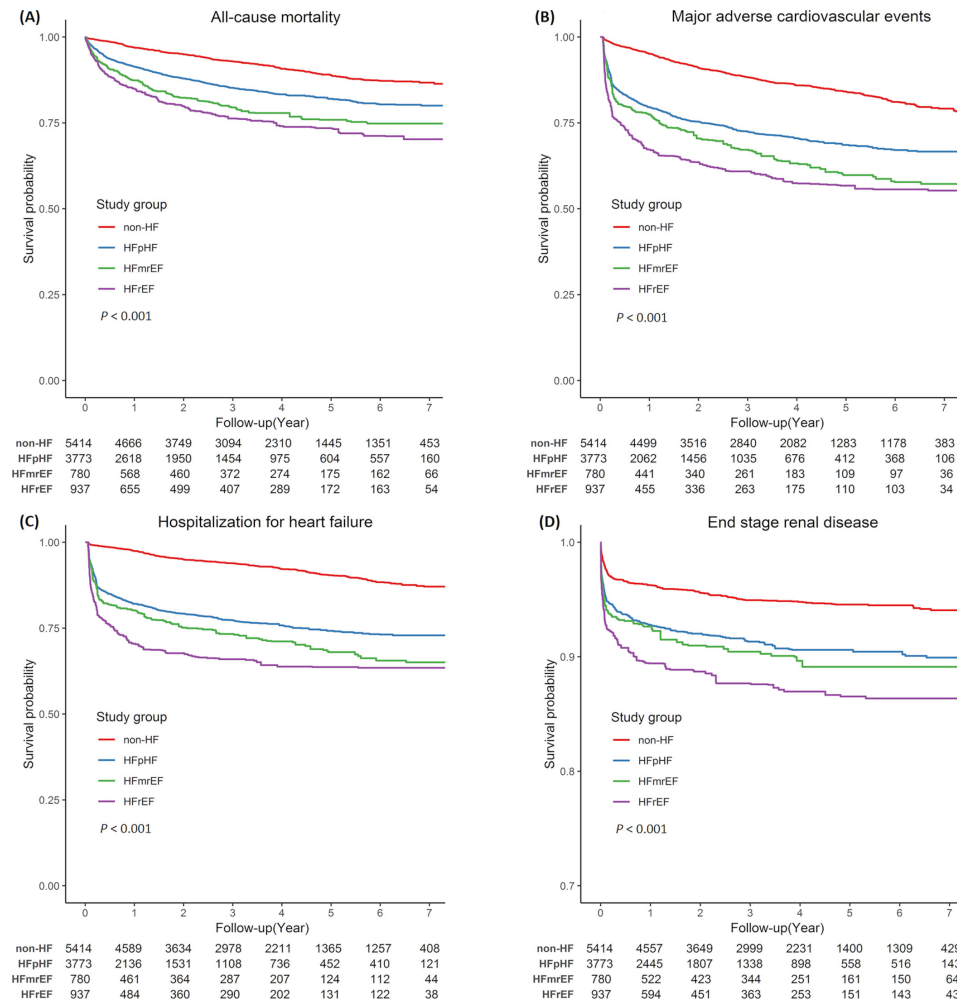 (A) All-cause mortality
1.00
0.75
0.50
0.25
0.00
Survival probability
Study group
non-HF
HFpHF
HFmrEF
HFrEF
P < 0.001
0 1 2 3 4 5 6 7
Follow-up(Year)
non-HF 5414 4666 3749 3094 2310 1445 1351 453
HFpHF 3773 2618 1950 1454 975 604 557 160
HFmrEF 780 568 460 372 274 175 162 66
HFrEF 937 655 499 407 289 172 163 54
(B) Major adverse cardiovascular events
1.00
0.75
0.50
0.25
0.00
Survival probability
Study group
non-HF
HFpHF
HFmrEF
HFrEF
P < 0.001
0 1 2 3 4 5 6 7
Follow-up(Year)
non-HF 5414 4499 3516 2840 2082 1283 1178 383
HFpHF 3773 2062 1456 1035 676 412 368 106
HFmrEF 780 441 340 261 183 109 97 36
HFrEF 937 455 336 263 175 110 103 34
(C) Hospitalization for heart failure
1.00
0.75
0.50
0.25
0.00
Survival probability
Study group
non-HF
HFpHF
HFmrEF
HFrEF
P < 0.001
0 1 2 3 4 5 6 7
Follow-up(Year)
non-HF 5414 4589 3634 2978 2211 1365 1257 408
HFpHF 3773 2136 1531 1108 736 452 410 121
HFmrEF 780 461 364 287 207 124 112 44
HFrEF 937 484 360 290 202 131 122 38
(D) End stage renal disease
1.00
0.9
0.8
0.7
Survival probability
Study group
non-HF
HFpHF
HFmrEF
HFrEF
P < 0.001
0 1 2 3 4 5 6 7
Follow-up(Year)
non-HF 5414 4557 3649 2999 2231 1400 1309 429
HFpHF 3773 2445 1807 1338 898 558 516 143
HFmrEF 780 522 423 344 251 161 150 64
HFrEF 937 594 451 363 253 151 143 43